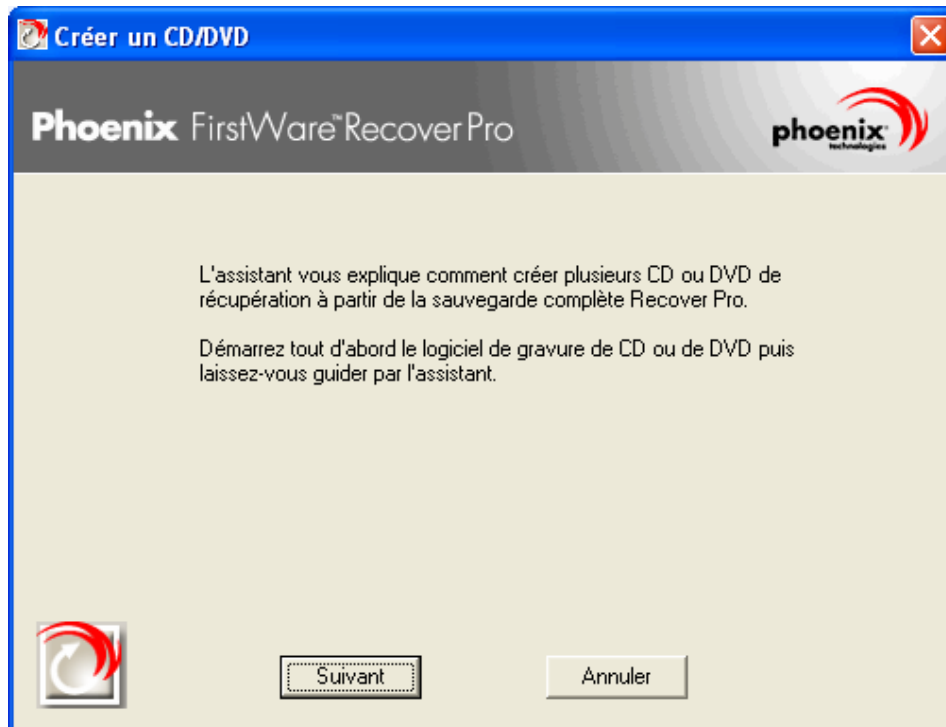 Créer un CD/DVD
Phoenix FirstWare™ Recover Pro
phoenix
technologies
L'assistant vous explique comment créer plusieurs CD ou DVD de
récupération à partir de la sauvegarde complète Recover Pro.
Démarrez tout d'abord le logiciel de gravure de CD ou de DVD puis
laissez-vous guider par l'assistant.
Suivant
Annuler